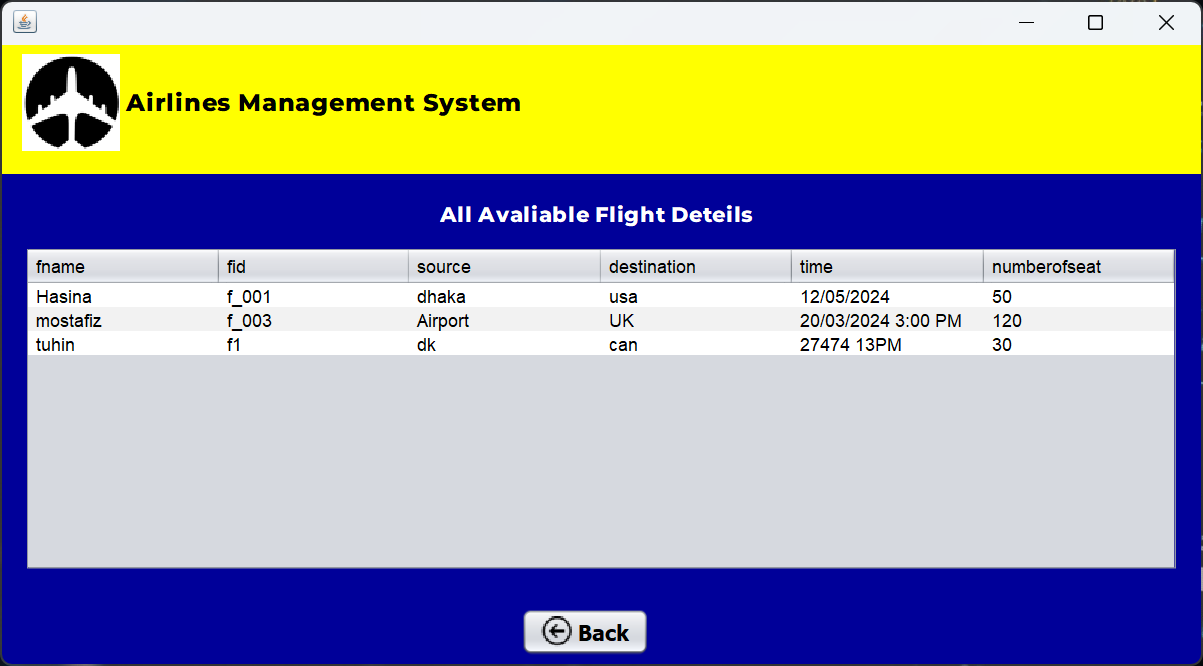 Airlines Management System
All Avaliable Flight Deteils
fname fid source destination time numberofseat
Hasina f_001 dhaka usa 12/05/2024 50
mostafiz f_003 Airport UK 20/03/2024 3:00 PM 120
tuhin f1 dk can 27474 13PM 30
Back